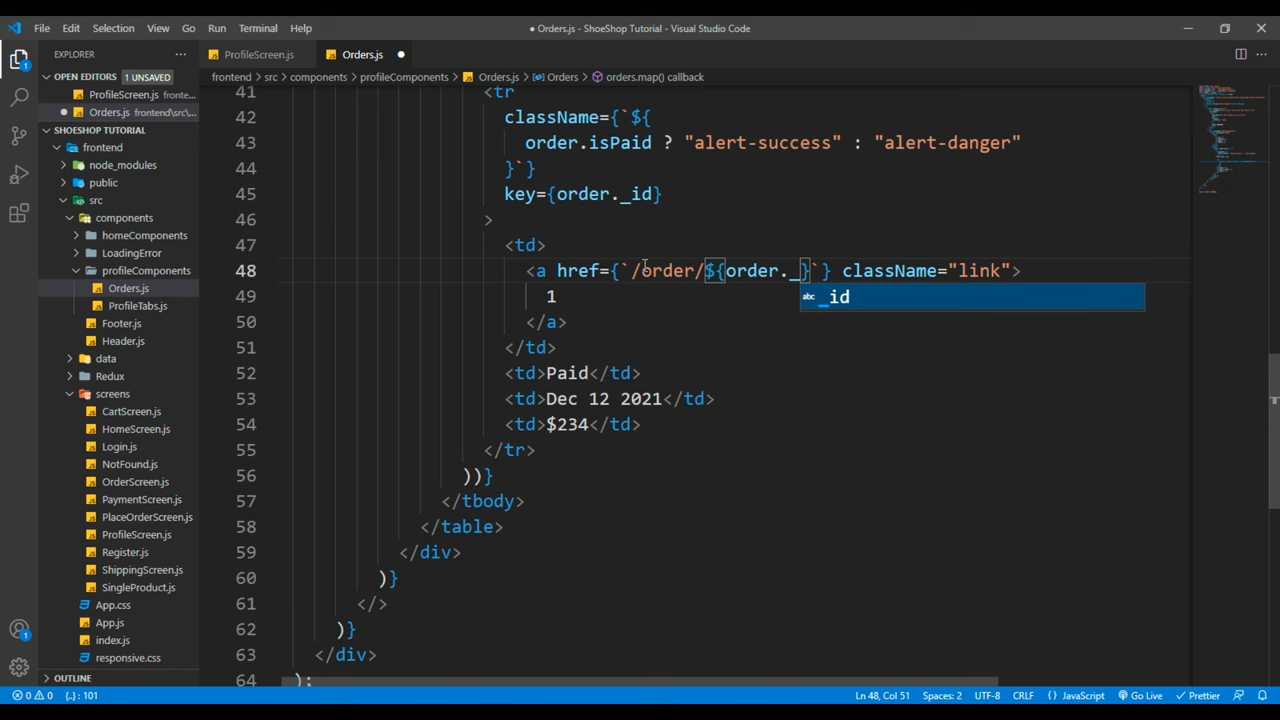 File Edit Selection View Go Run Terminal Help
● Orders.js - ShoeShop Tutorial - Visual Studio Code
EXPLORER
ProfileScreen.js
Orders.js
OPEN EDITORS 1 UNSAVED
ProfileScreen.js fronte...
Orders.js frontend\src\...
SHOESHOP TUTORIAL
frontend
node_modules
public
src
components
homeComponents
LoadingError
profileComponents
Orders.js
ProfileTabs.js
Footer.js
Header.js
data
Redux
screens
CartScreen.js
HomeScreen.js
Login.js
NotFound.js
OrderScreen.js
PaymentScreen.js
PlaceOrderScreen.js
ProfileScreen.js
Register.js
ShippingScreen.js
SingleProduct.js
App.css
App.js
index.js
responsive.css
OUTLINE
frontend > src > components > profileComponents > Orders.js > Orders > orders.map() callback
41 <tr
42 className={`${
43 order.isPaid ? "alert-success" : "alert-danger"
44 }`}
45 key={order._id}
46 >
47 <td>
48 <a href={`/order/${order._}`} className="link">
abc _id
49 1
50 </a>
51 </td>
52 <td>Paid</td>
53 <td>Dec 12 2021</td>
54 <td>$234</td>
55 </tr>
56 ))}
57 </tbody>
58 </table>
59 </div>
60 )}
61 </>
62 )}
63 </div>
64 );
0 0 {..} : 101
Ln 48, Col 51 Spaces: 2 UTF-8 CRLF {} JavaScript Go Live Prettier